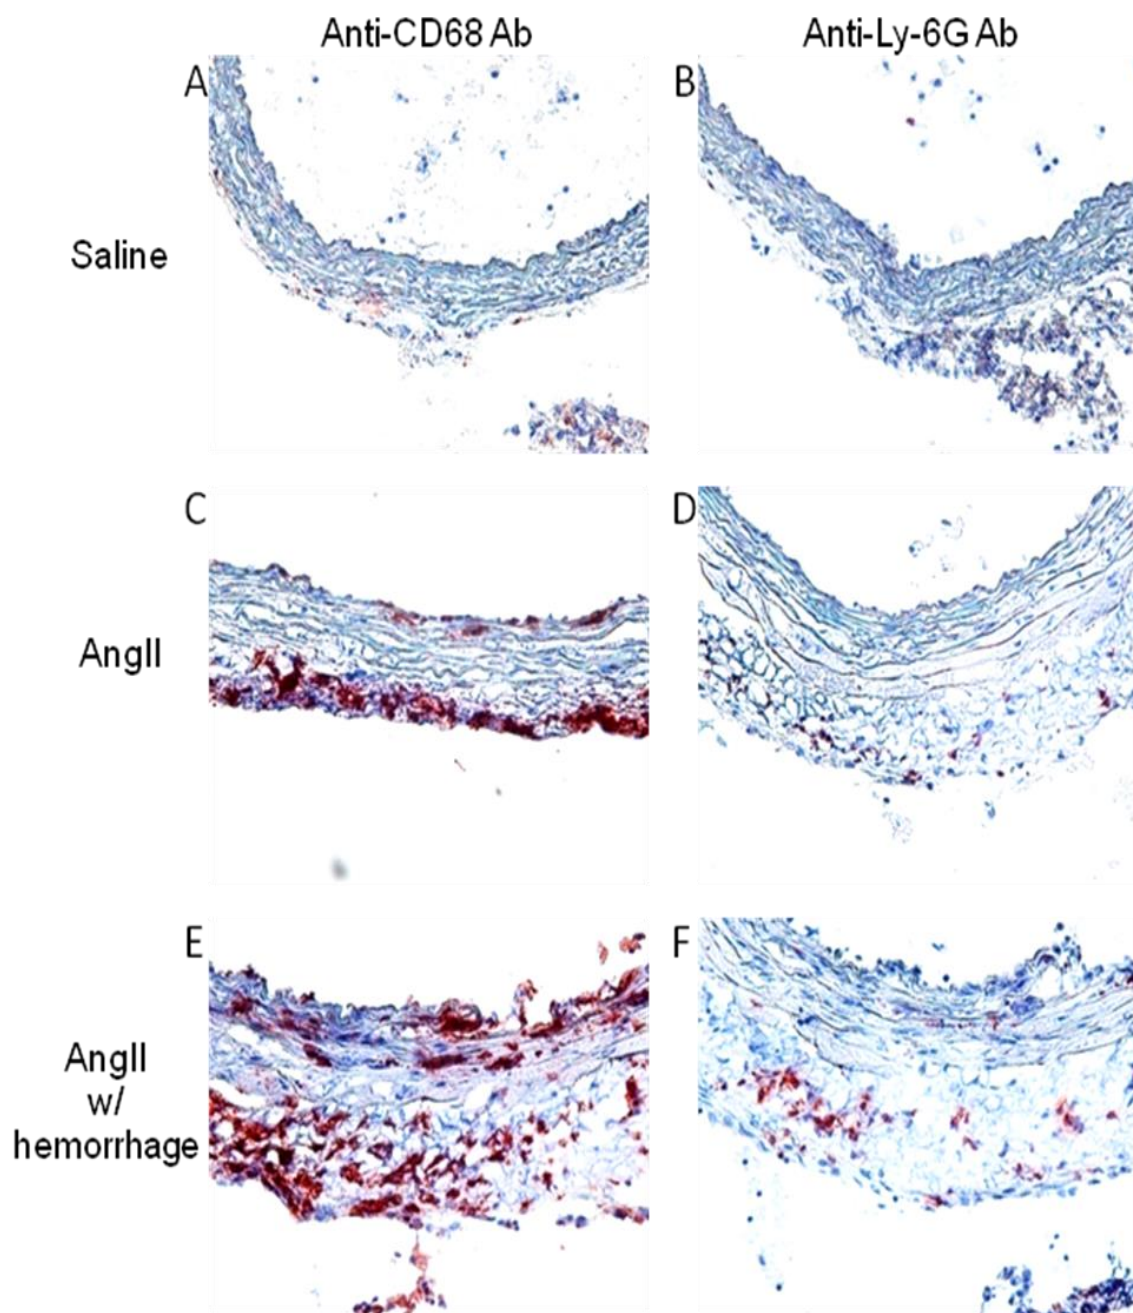 Anti-CD68 Ab
Anti-Ly-6G Ab
A
B
Saline
C
D
AngII
E
F
AngII
w/
hemorrhage